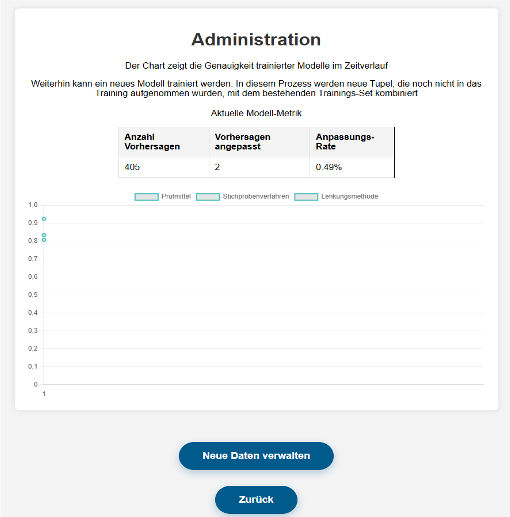 Administration
Der Chart zeigt die Genauigkeit trainierter Modelle im Zeitverlauf
Weiterhin kann ein neues Modell trainiert werden. In diesem Prozess werden neue Tupel, die noch nicht in das
Training aufgenommen wurden, mit dem bestehenden Trainings-Set kombiniert
Aktuelle Modell-Metrik
Anzahl Vorhersagen angepasst Anpassungs-
Vorhersagen Rate
405 2 0.49%
Prüfmittel Stichprobenverfahren Lenkungsmethode
1.0
0.9
0.8
0.7
0.6
0.5
0.4
0.3
0.2
0.1
0
1
Neue Daten verwalten
Zurück